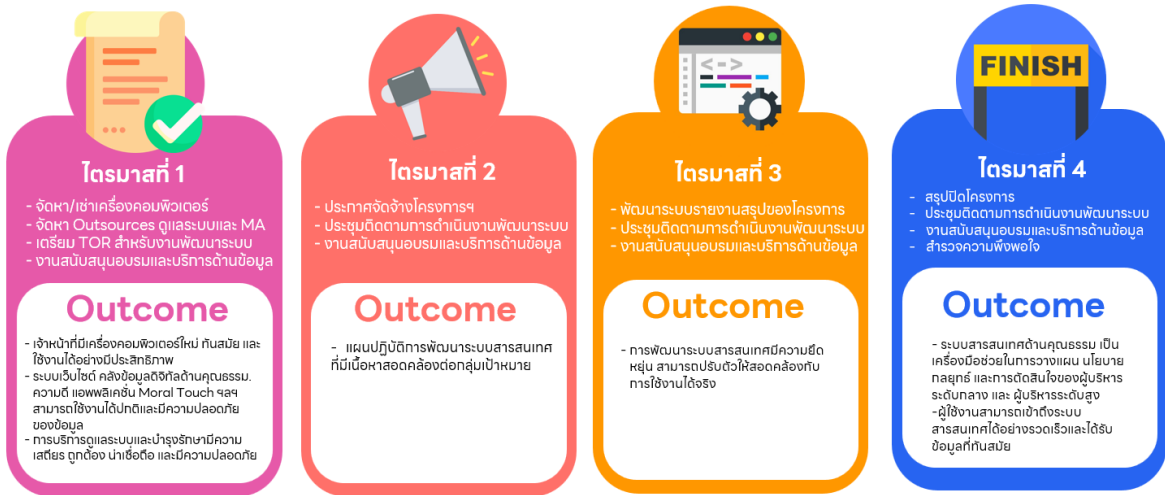 ไตรมาสที่ 1
- จัดหา/เช่าเครื่องคอมพิวเตอร์
- จัดหา Outsources ดูแลระบบและ MA
- เตรียม TOR สำหรับงานพัฒนาระบบ
- งานสนับสนุนอบรมและบริการด้านข้อมูล
Outcome
- เจ้าหน้าที่มีเครื่องคอมพิวเตอร์ใหม่ ทันสมัย และ
ใช้งานได้อย่างมีประสิทธิภาพ
- ระบบเว็บไซต์ คลังข้อมูลดิจิทัลด้านคุณธรรม.
ความดี แอพพลิเคชั่น Moral Touch ฯลฯ
สามารถใช้งานได้ปกติและมีความปลอดภัย
ของข้อมูล
- การบริการดูแลระบบและบำรุงรักษามีความ
เสถียร ถูกต้อง น่าเชื่อถือ และมีความปลอดภัย
ไตรมาสที่ 2
- ประกาศจัดจ้างโครงการฯ
- ประชุมติดตามการดำเนินงานพัฒนาระบบ
- งานสนับสนุนอบรมและบริการด้านข้อมูล
Outcome
- แผนปฏิบัติการพัฒนาระบบสารสนเทศ
ที่มีเนื้อหาสอดคล้องต่อกลุ่มเป้าหมาย
ไตรมาสที่ 3
- พัฒนาระบบรายงานสรุปของโครงการ
- ประชุมติดตามการดำเนินงานพัฒนาระบบ
- งานสนับสนุนอบรมและบริการด้านข้อมูล
Outcome
- การพัฒนาระบบสารสนเทศมีความยืด
หยุ่น สามารถปรับตัวให้สอดคล้องกับ
การใช้งานได้จริง
FINISH
ไตรมาสที่ 4
- สรุปปิดโครงการ
- ประชุมติดตามการดำเนินงานพัฒนาระบบ
- งานสนับสนุนอบรมและบริการด้านข้อมูล
- สำรวจความพึงพอใจ
Outcome
- ระบบสารสนเทศด้านคุณธรรม เป็น
เครื่องมือช่วยในการวางแผน นโยบาย
กลยุทธ์ และการตัดสินใจของผู้บริหาร
ระดับกลาง และ ผู้บริหารระดับสูง
-ผู้ใช้งานสามารถเข้าถึงระบบ
สารสนเทศได้อย่างรวดเร็วและได้รับ
ข้อมูลที่ทันสมัย